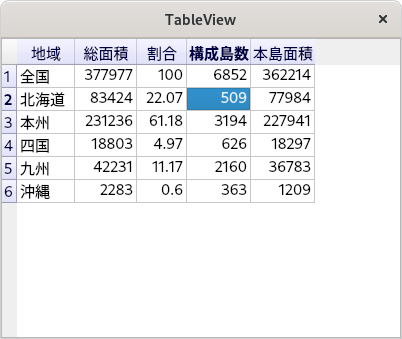 TableView ×
地域 総面積 割合 構成島数 本島面積
1 全国 377977 100 6852 362214
2 北海道 83424 22.07 509 77984
3 本州 231236 61.18 3194 227941
4 四国 18803 4.97 626 18297
5 九州 42231 11.17 2160 36783
6 沖縄 2283 0.6 363 1209